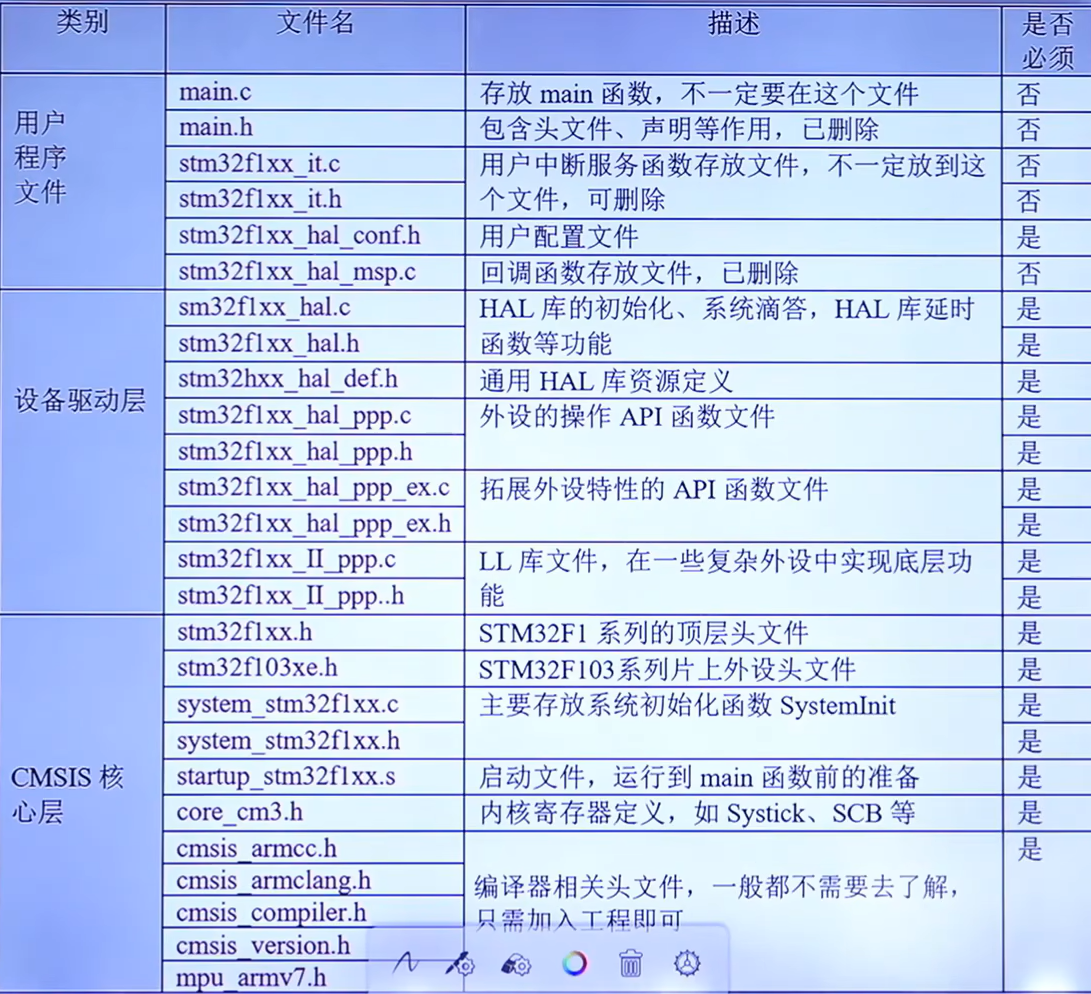 类别 文件名 描述 是否
必须
用户
程序
文件
main.c 存放 main 函数，不一定要在这个文件 否
main.h 包含头文件、声明等作用，已删除 否
stm32f1xx_it.c 用户中断服务函数存放文件，不一定放到这 否
stm32f1xx_it.h 个文件，可删除 否
stm32f1xx_hal_conf.h 用户配置文件 是
stm32f1xx_hal_msp.c 回调函数存放文件，已删除 否
设备驱动层
sm32f1xx_hal.c HAL 库的初始化、系统滴答，HAL 库延时 是
stm32f1xx_hal.h 函数等功能 是
stm32hxx_hal_def.h 通用 HAL 库资源定义 是
stm32f1xx_hal_ppp.c 外设的操作 API 函数文件 是
stm32f1xx_hal_ppp.h 是
stm32f1xx_hal_ppp_ex.c 拓展外设特性的 API 函数文件 是
stm32f1xx_hal_ppp_ex.h 是
stm32f1xx_II_ppp.c LL 库文件，在一些复杂外设中实现底层功 是
stm32f1xx_II_ppp..h 能 是
CMSIS 核
心层
stm32f1xx.h STM32F1 系列的顶层头文件 是
stm32f103xe.h STM32F103系列片上外设头文件 是
system_stm32f1xx.c 主要存放系统初始化函数 SystemInit 是
system_stm32f1xx.h 是
startup_stm32f1xx.s 启动文件，运行到 main 函数前的准备 是
core_cm3.h 内核寄存器定义，如 Systick、SCB 等 是
cmsis_armcc.h 是
cmsis_armclang.h 编译器相关头文件，一般都不需要去了解，
cmsis_compiler.h 只需加入工程即可
cmsis_version.h
mpu_armv7.h